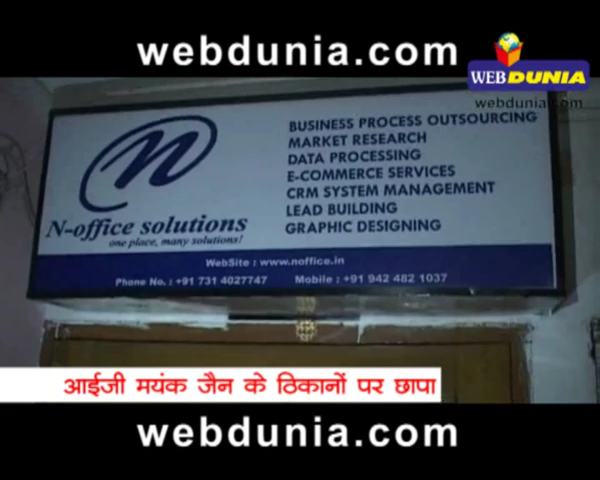 webdunia.com
WEBDUNIA
webdunia.com
n
N-office solutions
one place, many solutions!
BUSINESS PROCESS OUTSOURCING
MARKET RESEARCH
DATA PROCESSING
E-COMMERCE SERVICES
CRM SYSTEM MANAGEMENT
LEAD BUILDING
GRAPHIC DESIGNING
WebSite : www.noffice.in
Phone No. : +91 731 4027747 Mobile : +91 942 482 1037
आईजी मयंक जैन के ठिकानों पर छापा
webdunia.com